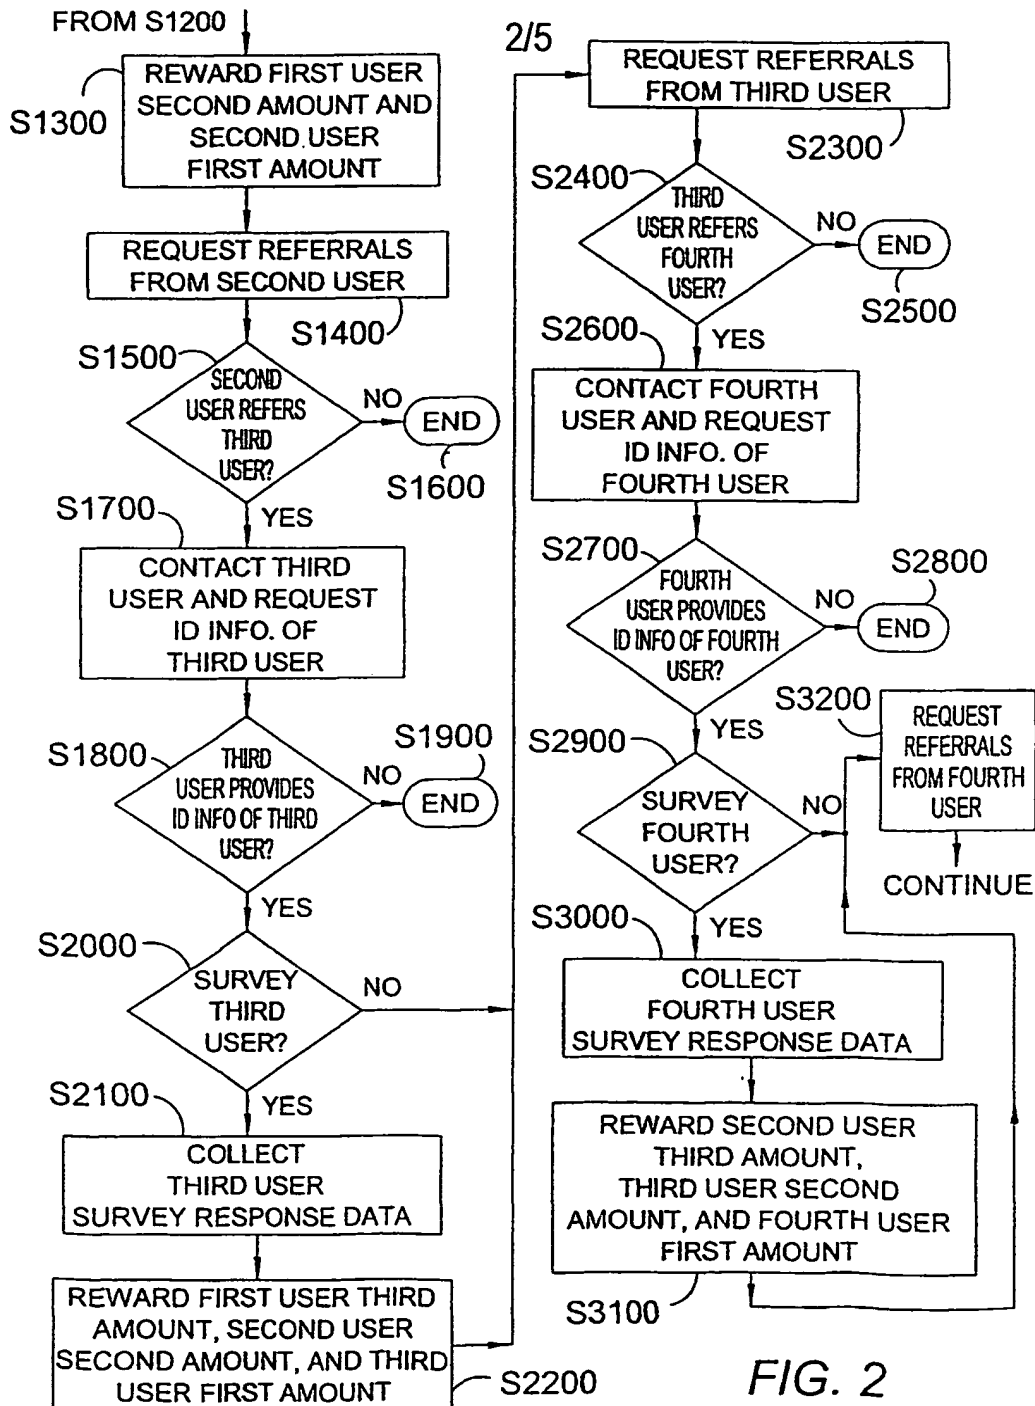 FROM S1200
2/5
REWARD FIRST USER
SECOND AMOUNT AND
SECOND USER
FIRST AMOUNT
S1300
REQUEST REFERRALS
FROM SECOND USER
S1400
S1500
SECOND
USER REFERS
THIRD
USER?
NO
END
S1600
YES
S1700
CONTACT THIRD
USER AND REQUEST
ID INFO. OF
THIRD USER
S1800
THIRD
USER PROVIDES
ID INFO OF THIRD
USER?
NO
S1900
END
YES
S2000
SURVEY
THIRD
USER?
NO
YES
S2100
COLLECT
THIRD USER
SURVEY RESPONSE DATA
REWARD FIRST USER THIRD
AMOUNT, SECOND USER
SECOND AMOUNT, AND THIRD
USER FIRST AMOUNT
S2200
REQUEST REFERRALS
FROM THIRD USER
S2300
S2400
THIRD
USER REFERS
FOURTH
USER?
NO
END
S2500
YES
S2600
CONTACT FOURTH
USER AND REQUEST
ID INFO. OF
FOURTH USER
S2700
FOURTH
USER PROVIDES
ID INFO OF FOURTH
USER?
NO
S2800
END
YES
S2900
SURVEY
FOURTH
USER?
NO
S3200
REQUEST
REFERRALS
FROM FOURTH
USER
CONTINUE
YES
S3000
COLLECT
FOURTH USER
SURVEY RESPONSE DATA
REWARD SECOND USER
THIRD AMOUNT,
THIRD USER SECOND
AMOUNT, AND FOURTH USER
FIRST AMOUNT
S3100
FIG. 2